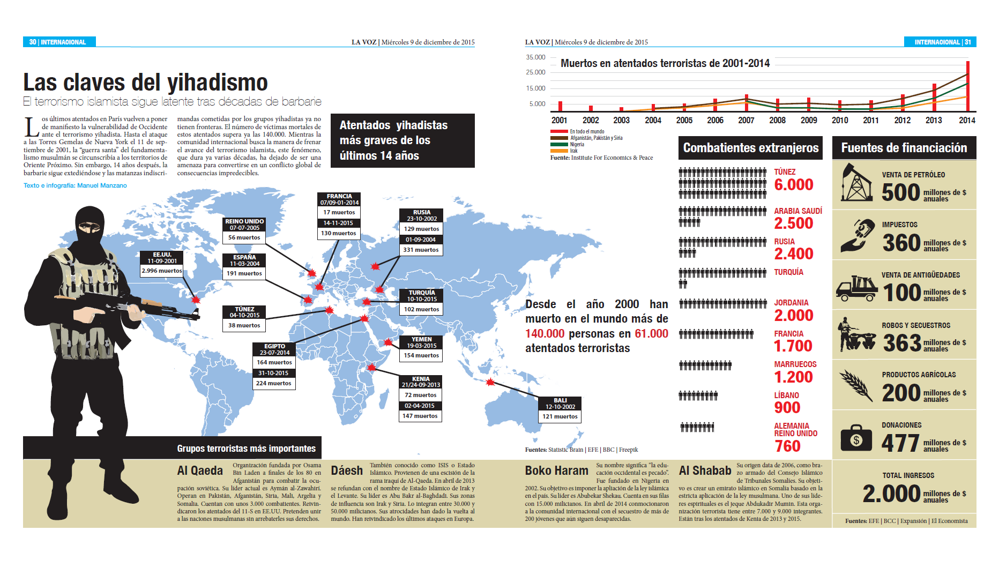 30 | INTERNACIONAL
LA VOZ | Miércoles 9 de diciembre de 2015
Las claves del yihadismo
El terrorismo islamista sigue latente tras décadas de barbarie
Los últimos atentados en París vuelven a poner
de manifiesto la vulnerabilidad de Occidente
ante el terrorismo yihadista. Hasta el ataque
a las Torres Gemelas de Nueva York el 11 de sep-
tiembre de 2001, la “guerra santa” del fundamenta-
lismo musulmán se circunscribía a los territorios de
Oriente Próximo. Sin embargo, 14 años después, la
barbarie sigue extediéndose y las matanzas indiscri-
mandas cometidas por los grupos yihadistas ya no
tienen fronteras. El número de víctimas mortales de
estos atentados supera ya las 140.000. Mientras la
comunidad internacional busca la manera de frenar
el avance del terrorismo islamista, este fenómeno,
que dura ya varias décadas, ha dejado de ser una
amenaza para convertirse en un conflicto global de
consecuencias impredecibles.
Texto e infografía: Manuel Manzano
Atentados yihadistas
más graves de los
últimos 14 años
EE.UU.
11-09-2001
2.996 muertos
REINO UNIDO
07-07-2005
56 muertos
ESPAÑA
11-03-2004
191 muertos
FRANCIA
07/09-01-2014
17 muertos
14-11-2015
130 muertos
RUSIA
23-10-2002
129 muertos
01-09-2004
331 muertos
TÚNEZ
04-10-2015
38 muertos
TURQUÍA
10-10-2015
102 muertos
EGIPTO
23-07-2014
164 muertos
31-10-2015
224 muertos
YEMEN
19-03-2015
154 muertos
KENIA
21/24-09-2013
72 muertos
02-04-2015
147 muertos
BALI
12-10-2002
121 muertos
Grupos terroristas más importantes
Al Qaeda
Organización fundada por Osama
Bin Laden a finales de los 80 en
Afganistán para combatir la ocu-
pación soviética. Su líder actual es Aymán al-Zawahirí.
Operan en Pakistán, Afganistán, Siria, Mali, Argelia y
Somalia. Cuentan con unos 3.000 combatientes. Reivin-
dicaron los atentados del 11-S en EE.UU. Pretenden unir
a las naciones musulmanas sin arrebaterles sus derechos.
Dáesh
También conocido como ISIS o Estado
Islámico. Provienen de una escisión de la
rama iraquí de Al-Qaeda. En abril de 2013
se refundan con el nombre de Estado Islámico de Irak y
el Levante. Su líder es Abu Bakr al-Baghdadi. Sus zonas
de influencia son Irak y Siria. Lo integran entre 30.000 y
50.000 milicianos. Sus atrocidades han dado la vuelta al
mundo. Han reivindicado los últimos ataques en Europa.
LA VOZ | Miércoles 9 de diciembre de 2015
INTERNACIONAL | 31
Muertos en atentados terroristas de 2001-2014
35.000
25.000
15.000
5.000
2001 2002 2003 2004 2005 2006 2007 2008 2009 2010 2011 2012 2013 2014
En todo el mundo
Afganistán, Pakistán y Siria
Nigeria
Irak
Fuente: Institute For Economics & Peace
Desde el año 2000 han
muerto en el mundo más de
140.000 personas en 61.000
atentados terroristas
Fuentes: Statistic Brain | EFE | BBC | Freepik
Combatientes extranjeros
TÚNEZ
6.000
ARABIA SAUDÍ
2.500
RUSIA
2.400
TURQUÍA
JORDANIA
2.000
FRANCIA
1.700
MARRUECOS
1.200
LÍBANO
900
ALEMANIA
REINO UNIDO
760
Fuentes de financiación
VENTA DE PETRÓLEO
500 millones de $
anuales
IMPUESTOS
360 millones de $
anuales
VENTA DE ANTIGÜEDADES
100 millones de $
anuales
ROBOS Y SECUESTROS
363 millones de $
anuales
PRODUCTOS AGRÍCOLAS
200 millones de $
anuales
DONACIONES
$
477 millones de $
anuales
TOTAL INGRESOS
2.000 millones de $
anuales
Fuentes: EFE | BCC | Expansión | El Economista
Boko Haram
Su nombre significa “la edu-
cación occidental es pecado”.
Fue fundado en Nigeria en
2002. Su objetivo es imponer la apliación de la ley islámica
en el país. Su líder es Abubekar Shekau. Cuenta en sus filas
con 15.000 milicianos. En abril de 2014 conmocionaron
a la comunidad internacional con el secuestro de más de
200 jóvenes que aún siguen desaparecidas.
Al Shabab
Su origen data de 2006, como bra-
zo armado del Consejo Islámico
de Tribunales Somalíes. Su objeti-
vo es crear un emirato islámico en Somalía basado en la
estricta aplicación de la ley musulmana. Uno de sus líde-
res espirituales es el jeque Abdukadir Mumin. Esta orga-
nización terrorista tiene entre 7.000 y 9.000 integrantes.
Están tras los atentados de Kenia de 2013 y 2015.